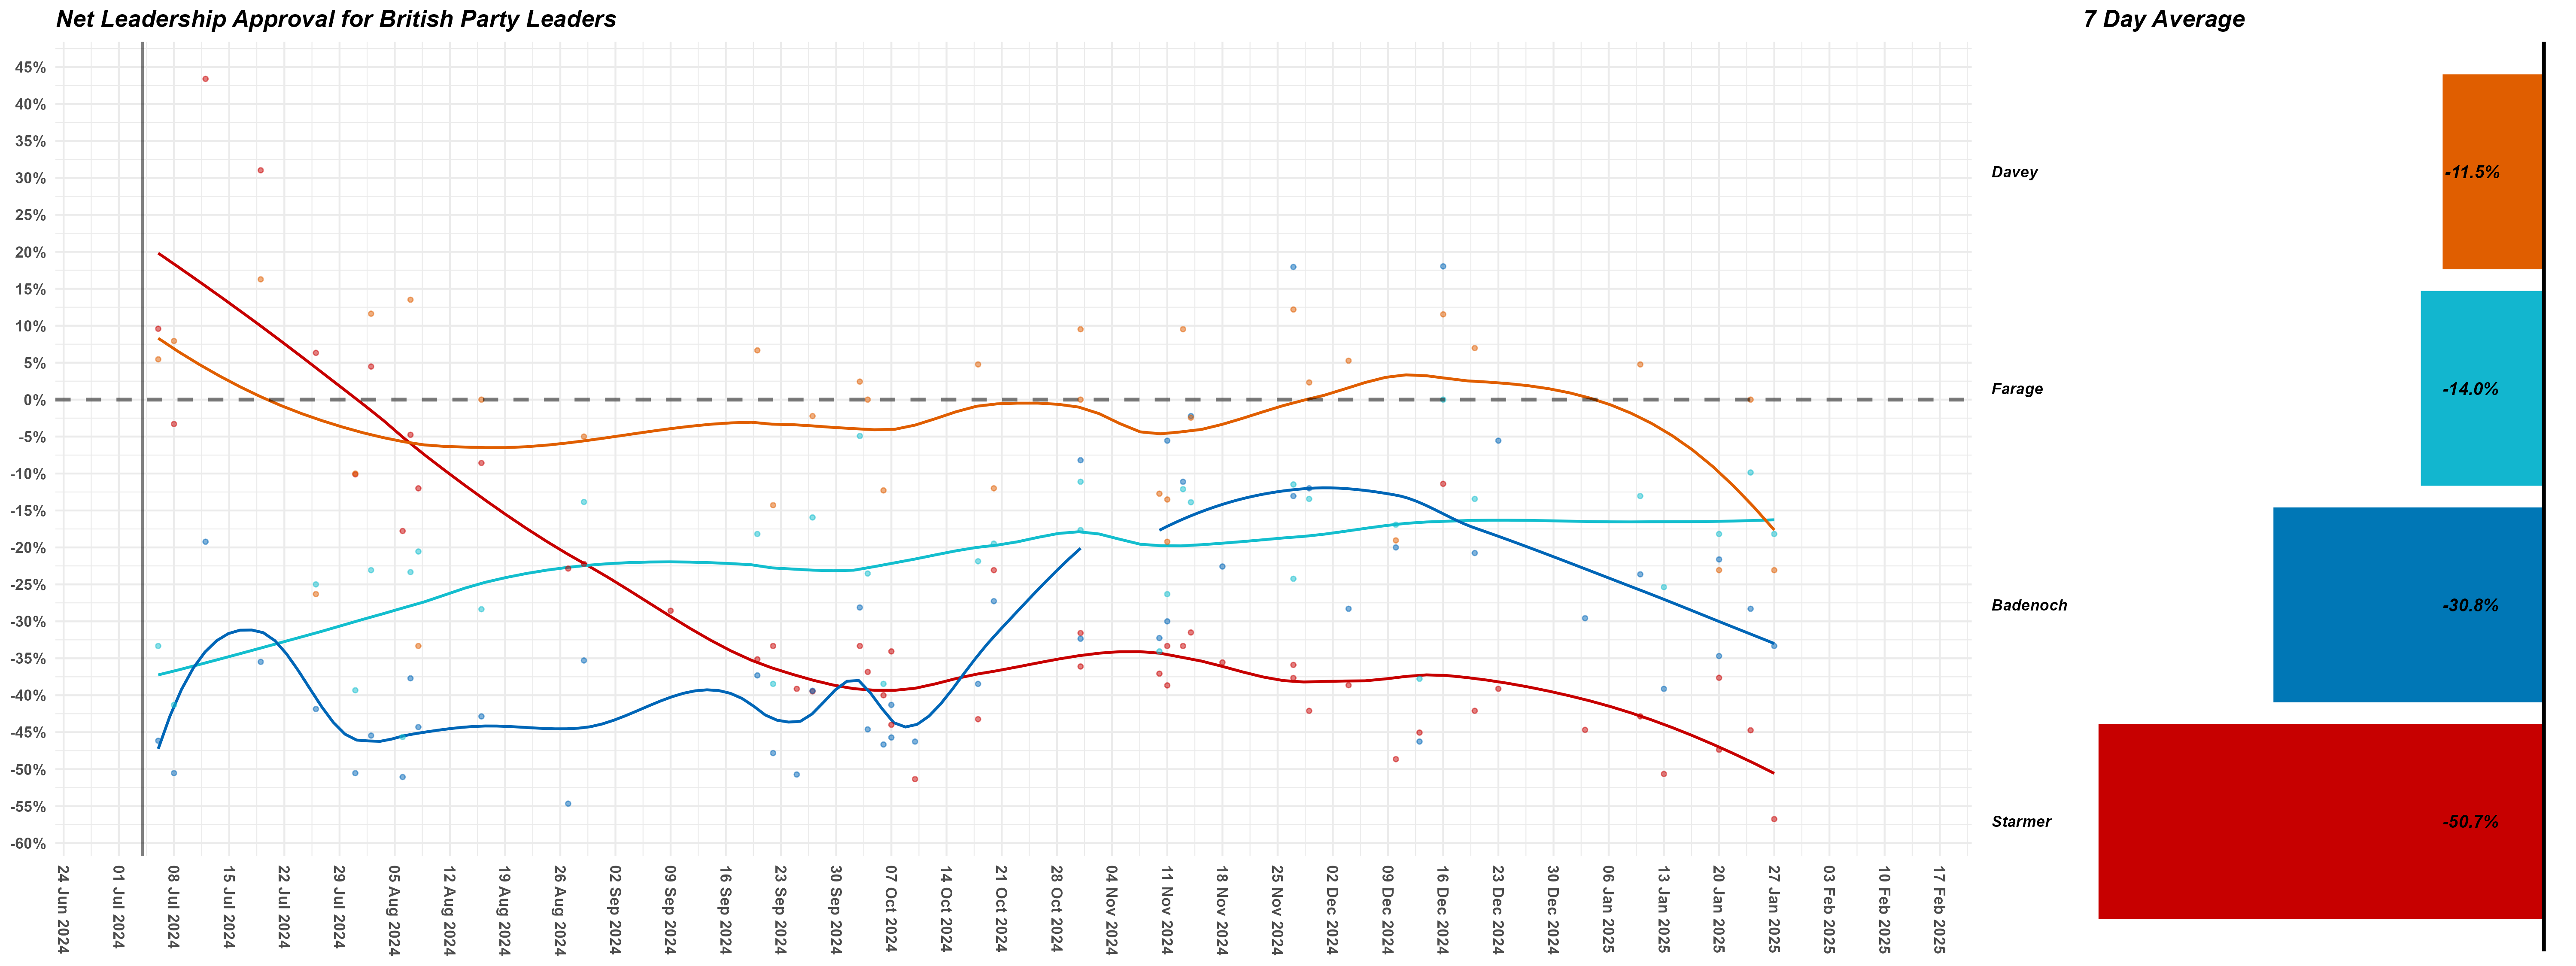 Net Leadership Approval for British Party Leaders
7 Day Average
45%
40%
35%
30%
25%
20%
15%
10%
5%
0%
-5%
-10%
-15%
-20%
-25%
-30%
-35%
-40%
-45%
-50%
-55%
-60%
24 Jun 2024
01 Jul 2024
08 Jul 2024
15 Jul 2024
22 Jul 2024
29 Jul 2024
05 Aug 2024
12 Aug 2024
19 Aug 2024
26 Aug 2024
02 Sep 2024
09 Sep 2024
16 Sep 2024
23 Sep 2024
30 Sep 2024
07 Oct 2024
14 Oct 2024
21 Oct 2024
28 Oct 2024
04 Nov 2024
11 Nov 2024
18 Nov 2024
25 Nov 2024
02 Dec 2024
09 Dec 2024
16 Dec 2024
23 Dec 2024
30 Dec 2024
06 Jan 2025
13 Jan 2025
20 Jan 2025
27 Jan 2025
03 Feb 2025
10 Feb 2025
17 Feb 2025
Davey -11.5%
Farage -14.0%
Badenoch -30.8%
Starmer -50.7%